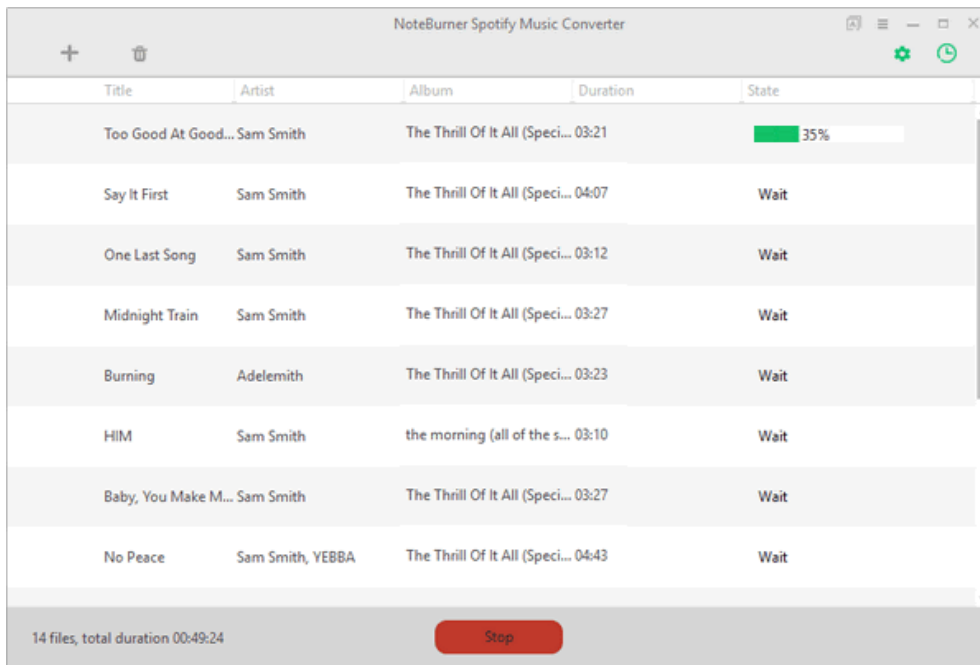 NoteBurner Spotify Music Converter
Title Artist Album Duration State
Too Good At Good... Sam Smith The Thrill Of It All (Speci... 03:21 35%
Say It First Sam Smith The Thrill Of It All (Speci... 04:07 Wait
One Last Song Sam Smith The Thrill Of It All (Speci... 03:12 Wait
Midnight Train Sam Smith The Thrill Of It All (Speci... 03:27 Wait
Burning Adelemith The Thrill Of It All (Speci... 03:23 Wait
HIM Sam Smith the morning (all of the s... 03:10 Wait
Baby, You Make M... Sam Smith The Thrill Of It All (Speci... 03:27 Wait
No Peace Sam Smith, YEBBA The Thrill Of It All (Speci... 04:43 Wait
14 files, total duration 00:49:24 Stop